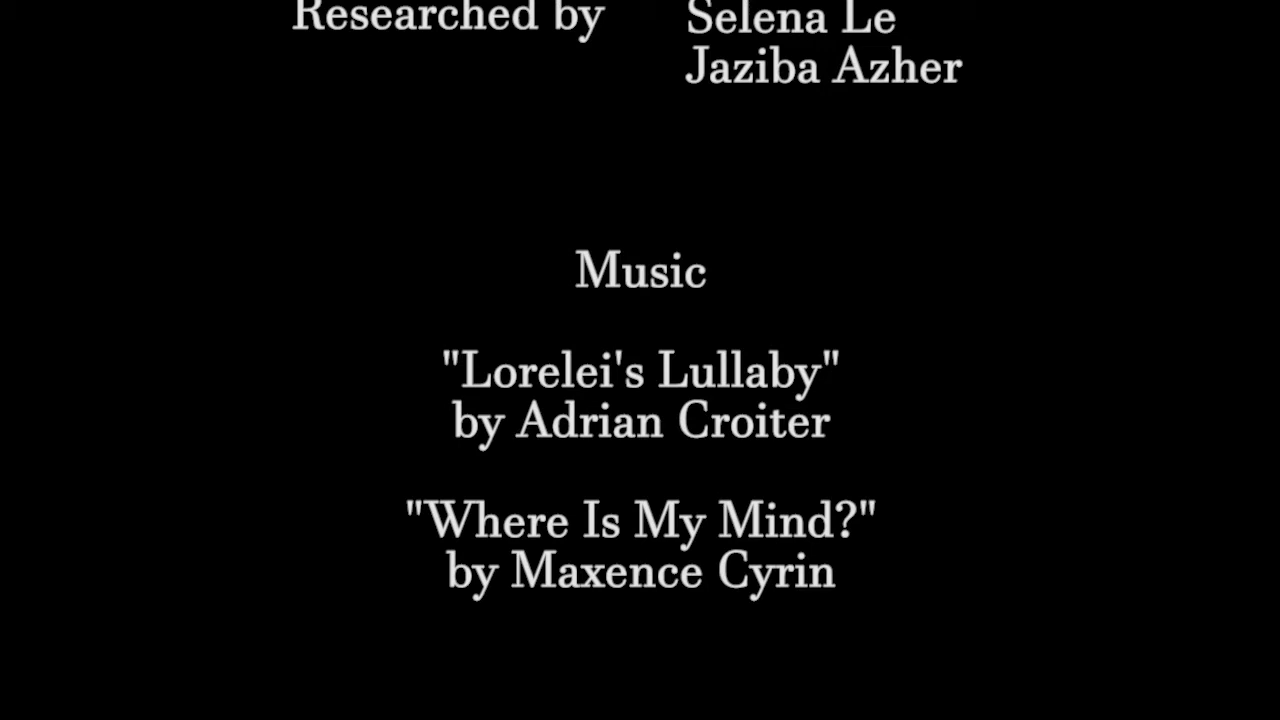 Researched by Selena Le
Jaziba Azher
Music
"Lorelei's Lullaby"
by Adrian Croiter
"Where Is My Mind?"
by Maxence Cyrin